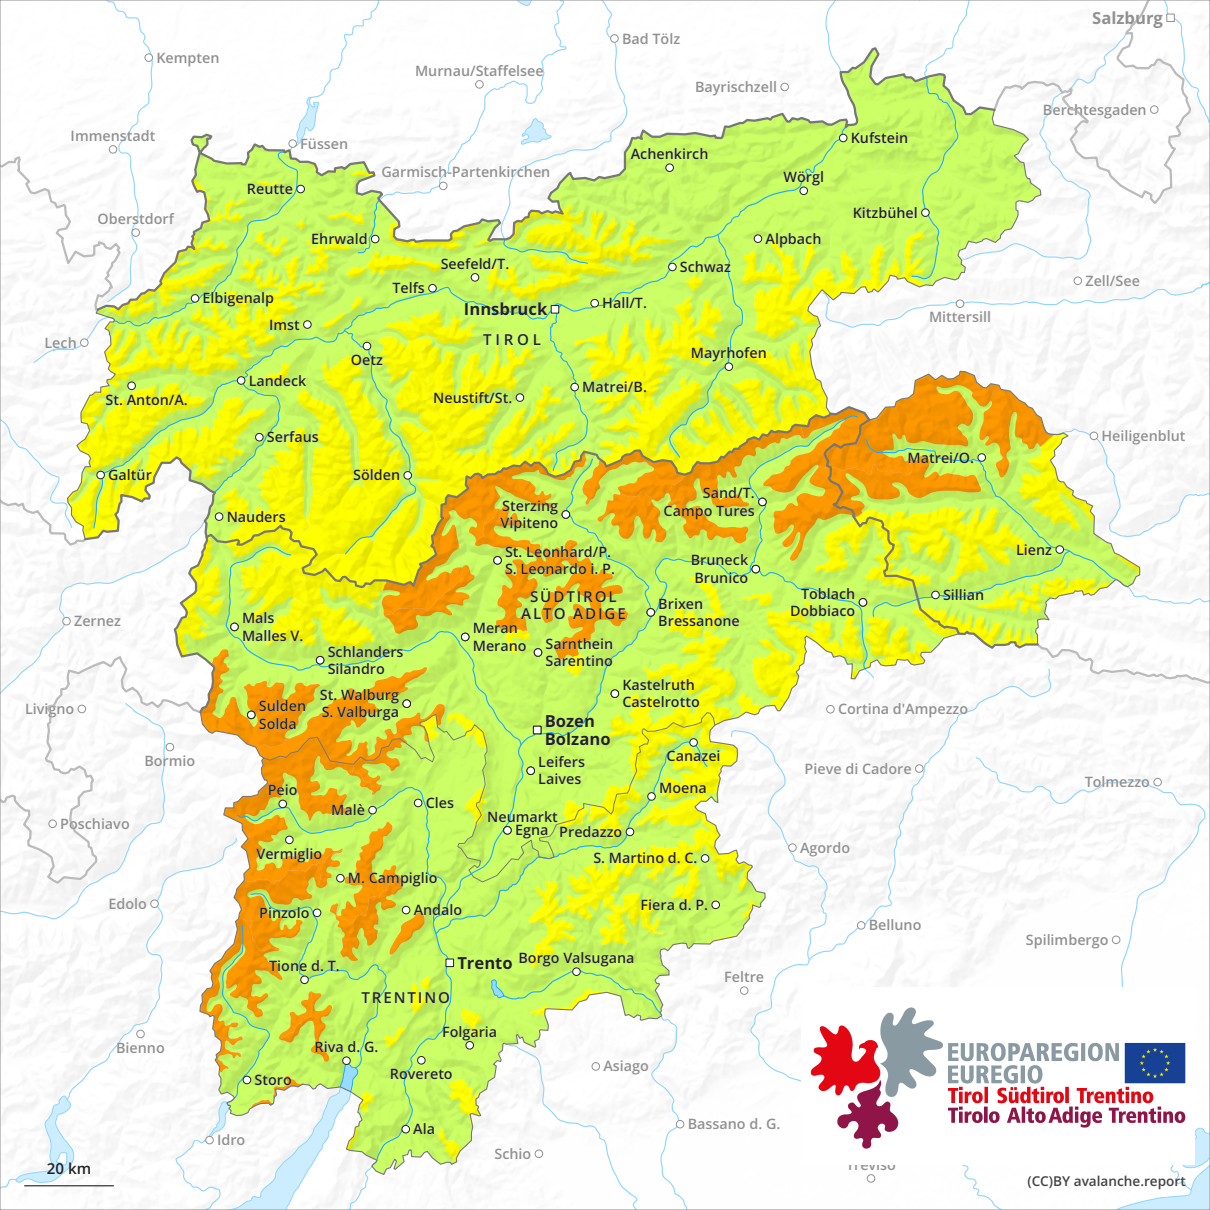 Salzburg
Bad Tölz
Kempten
Murnau/Staffelsee
Bayrischzell
Berchtesgaden
Immenstadt
Füssen
Kufstein
Achenkirch
Garmisch-Partenkirchen
Wörgl
Reutte
Oberstdorf
Kitzbühel
Ehrwald
Alpbach
Seefeld/T.
Schwaz
Zell/See
Telfs
Elbigenalp
Hall/T.
Innsbruck
Mittersill
Imst
TIROL
Lech
Oetz
Mayrhofen
Landeck
Matrei/B.
St. Anton/A.
Neustift/St.
Serfaus
Heiligenblut
Matrei/O.
Galtür
Sölden
Sand/T.
Campo Tures
Sterzing
Vipiteno
Nauders
St. Leonhard/P.
S. Leonardo i. P.
Lienz
Bruneck
Brunico
SÜDTIROL
ALTO ADIGE
Toblach
Dobbiaco
Sillian
Brixen
Bressanone
Zernez
Mals
Malles V.
Meran
Merano
Sarnthein
Sarentino
Schlanders
Silandro
Kastelruth
Castelrotto
St. Walburg
S. Valburga
Livigno
Sulden
Solda
Cortina d'Ampezzo
Bozen
Bolzano
Bormio
Canazei
Leifers
Laives
Pieve di Cadore
Tolmezzo
Peio
Moena
Malè
Cles
Neumarkt
Egna
Predazzo
Poschiavo
Vermiglio
Agordo
S. Martino d. C.
M. Campiglio
Edolo
Pinzolo
Andalo
Fiera d. P.
Belluno
Spilimbergo
Tione d. T.
Trento
Borgo Valsugana
Feltre
TRENTINO
Folgaria
Bienno
Riva d. G.
Rovereto
Asiago
Storo
EUROPAREGION
EUREGIO
Tirol Südtirol Trentino
Tirolo Alto Adige Trentino
Ala
Bassano d. G.
Idro
Schio
Treviso
20 km
(CC)BY avalanche.report